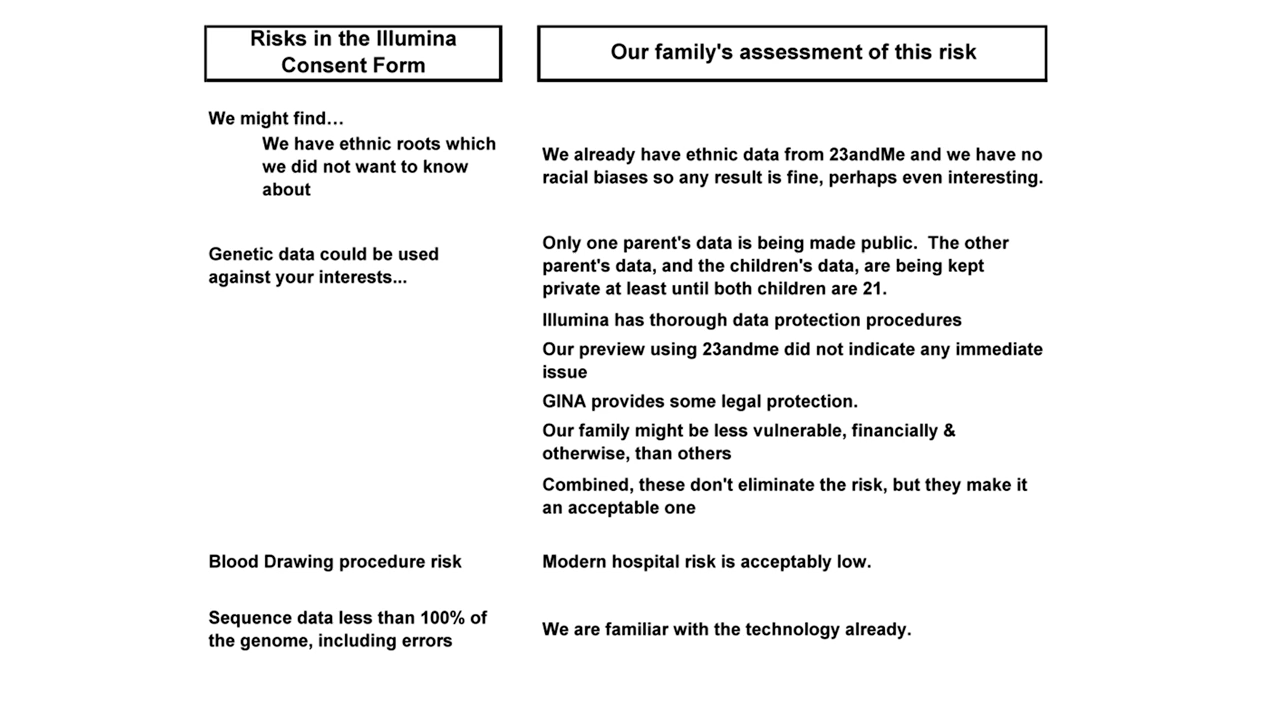 Risks in the Illumina
Consent Form
Our family's assessment of this risk
We might find…
We have ethnic roots which
we did not want to know
about
We already have ethnic data from 23andMe and we have no
racial biases so any result is fine, perhaps even interesting.
Genetic data could be used
against your interests...
Only one parent's data is being made public.  The other
parent's data, and the children's data, are being kept
private at least until both children are 21.
Illumina has thorough data protection procedures
Our preview using 23andme did not indicate any immediate
issue
GINA provides some legal protection.
Our family might be less vulnerable, financially &
otherwise, than others
Combined, these don't eliminate the risk, but they make it
an acceptable one
Blood Drawing procedure risk
Modern hospital risk is acceptably low.
Sequence data less than 100% of
the genome, including errors
We are familiar with the technology already.